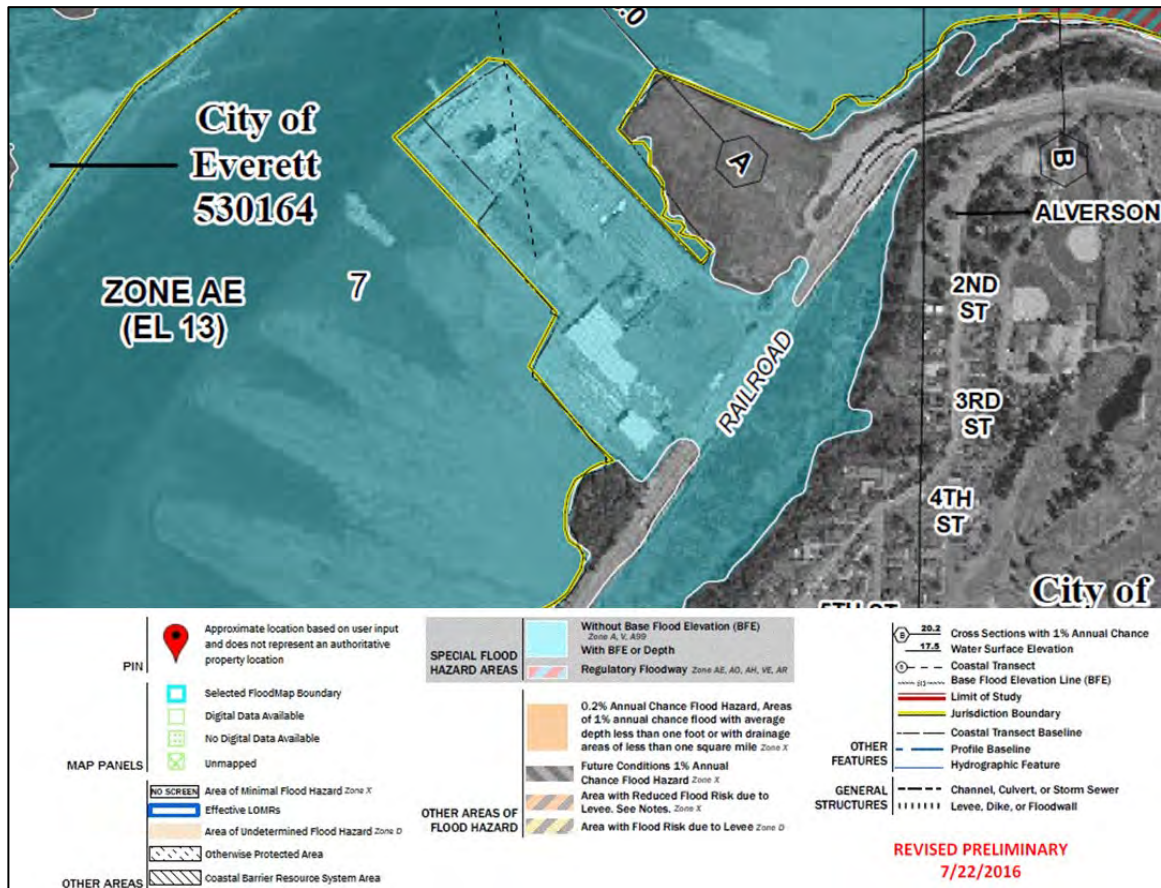 .0
City of
Everett
530164
ZONE AE
(EL 13)
7
A
B
ALVERSON
RAILROAD
2ND
ST
3RD
ST
4TH
ST
5TH ST
City of
PIN
Approximate location based on user input
and does not represent an authoritative
property location
MAP PANELS
Selected FloodMap Boundary
Digital Data Available
No Digital Data Available
Unmapped
OTHER AREAS
NO SCREEN Area of Minimal Flood Hazard Zone X
Effective LOMRs
Area of Undetermined Flood Hazard Zone D
Otherwise Protected Area
Coastal Barrier Resource System Area
SPECIAL FLOOD
HAZARD AREAS
Without Base Flood Elevation (BFE)
Zone A, V, A99
With BFE or Depth
Regulatory Floodway Zone AE, AO, AH, VE, AR
OTHER AREAS OF
FLOOD HAZARD
0.2% Annual Chance Flood Hazard, Areas
of 1% annual chance flood with average
depth less than one foot or with drainage
areas of less than one square mile Zone X
Future Conditions 1% Annual
Chance Flood Hazard Zone X
Area with Reduced Flood Risk due to
Levee. See Notes. Zone X
Area with Flood Risk due to Levee Zone D
OTHER
FEATURES
B 20.2 Cross Sections with 1% Annual Chance
17.5 Water Surface Elevation
Coastal Transect
Base Flood Elevation Line (BFE)
Limit of Study
Jurisdiction Boundary
Coastal Transect Baseline
Profile Baseline
Hydrographic Feature
GENERAL
STRUCTURES
Channel, Culvert, or Storm Sewer
Levee, Dike, or Floodwall
REVISED PRELIMINARY
7/22/2016